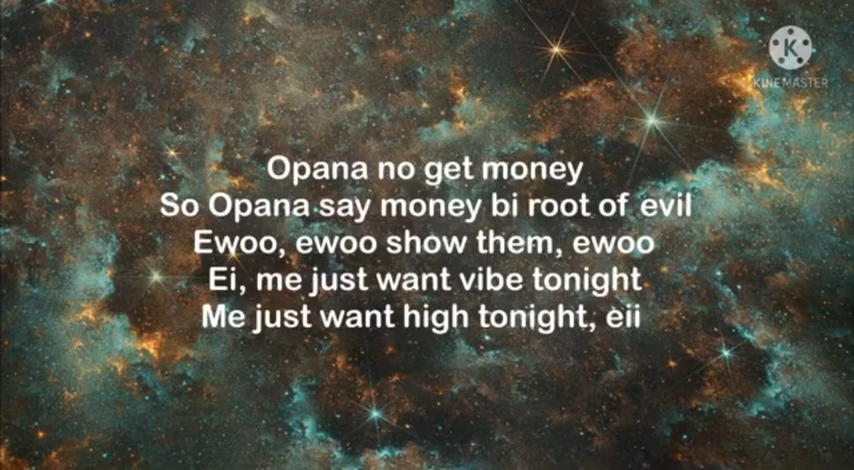 K
KINEMASTER
Opana no get money
So Opana say money bi root of evil
Ewoo, ewoo show them, ewoo
Ei, me just want vibe tonight
Me just want high tonight, eii